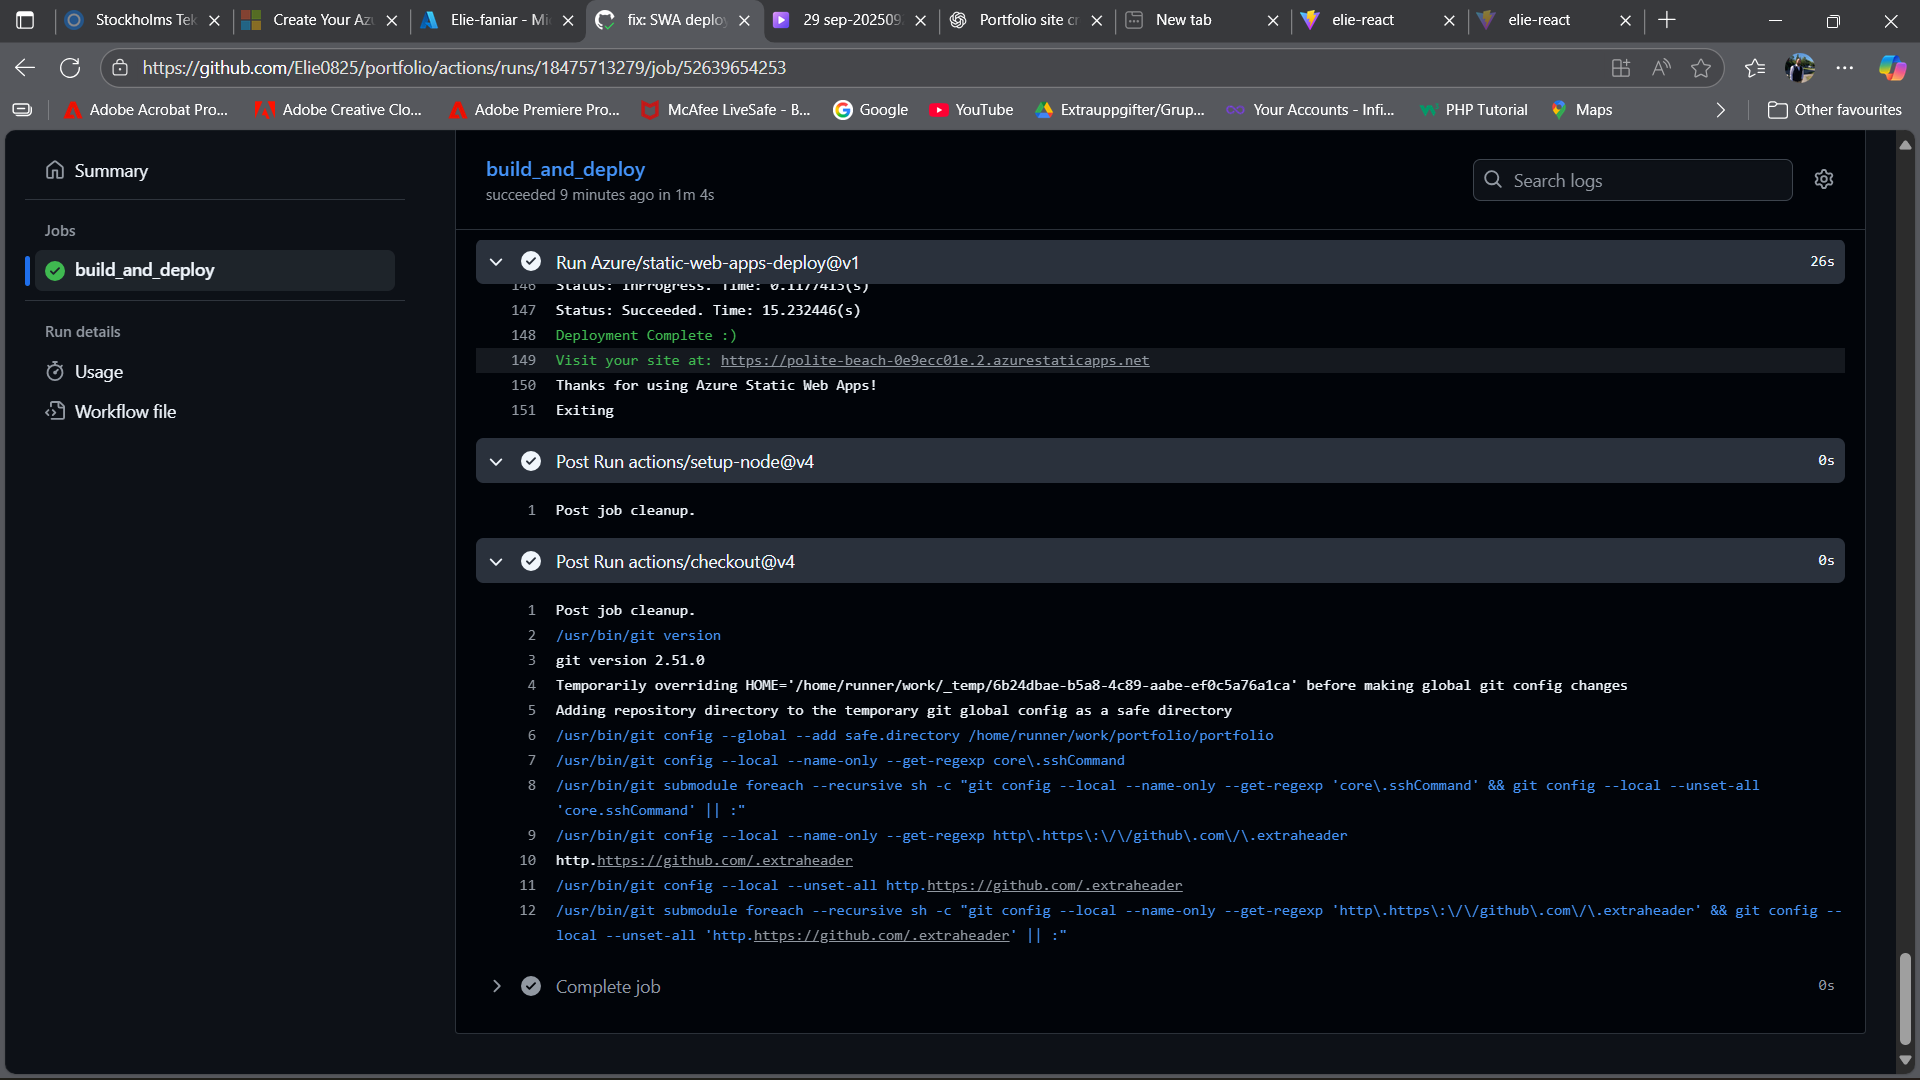 Stockholms Tek
Create Your Azu
Elie-faniar - Mi
fix: SWA deploy
29 sep-202509
Portfolio site cr
New tab
elie-react
elie-react
https://github.com/Elie0825/portfolio/actions/runs/18475713279/job/52639654253
Adobe Acrobat Pro...
Adobe Creative Clo...
Adobe Premiere Pro...
McAfee LiveSafe - B...
Google
YouTube
Extrauppgifter/Grup...
Your Accounts - Infi...
PHP Tutorial
Maps
Other favourites
Summary
Jobs
build_and_deploy
Run details
Usage
Workflow file
build_and_deploy
succeeded 9 minutes ago in 1m 4s
Search logs
Run Azure/static-web-apps-deploy@v1 26s
146 Status: InProgress. Time: 0.1177415(s)
147 Status: Succeeded. Time: 15.232446(s)
148 Deployment Complete :)
149 Visit your site at: https://polite-beach-0e9ecc01e.2.azurestaticapps.net
150 Thanks for using Azure Static Web Apps!
151 Exiting
Post Run actions/setup-node@v4 0s
1 Post job cleanup.
Post Run actions/checkout@v4 0s
1 Post job cleanup.
2 /usr/bin/git version
3 git version 2.51.0
4 Temporarily overriding HOME='/home/runner/work/_temp/6b24dbae-b5a8-4c89-aabe-ef0c5a76a1ca' before making global git config changes
5 Adding repository directory to the temporary git global config as a safe directory
6 /usr/bin/git config --global --add safe.directory /home/runner/work/portfolio/portfolio
7 /usr/bin/git config --local --name-only --get-regexp core\.sshCommand
8 /usr/bin/git submodule foreach --recursive sh -c "git config --local --name-only --get-regexp 'core\.sshCommand' && git config --local --unset-all
'core.sshCommand' || :"
9 /usr/bin/git config --local --name-only --get-regexp http\.https\:\/\/github\.com\/\.extraheader
10 http.https://github.com/.extraheader
11 /usr/bin/git config --local --unset-all http.https://github.com/.extraheader
12 /usr/bin/git submodule foreach --recursive sh -c "git config --local --name-only --get-regexp 'http\.https\:\/\/github\.com\/\.extraheader' && git config --
local --unset-all 'http.https://github.com/.extraheader' || :"
Complete job 0s